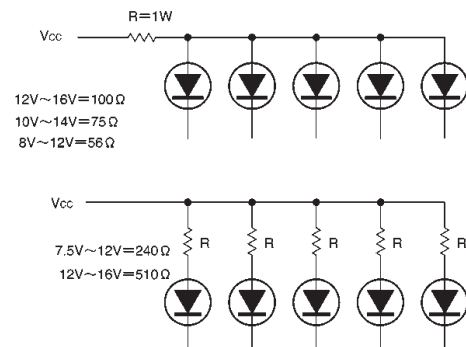 R=1W
Vcc
12V～16V=100Ω
10V～14V=75Ω
8V～12V=56Ω
Vcc
R R R R R
7.5V～12V=240Ω
12V～16V=510Ω